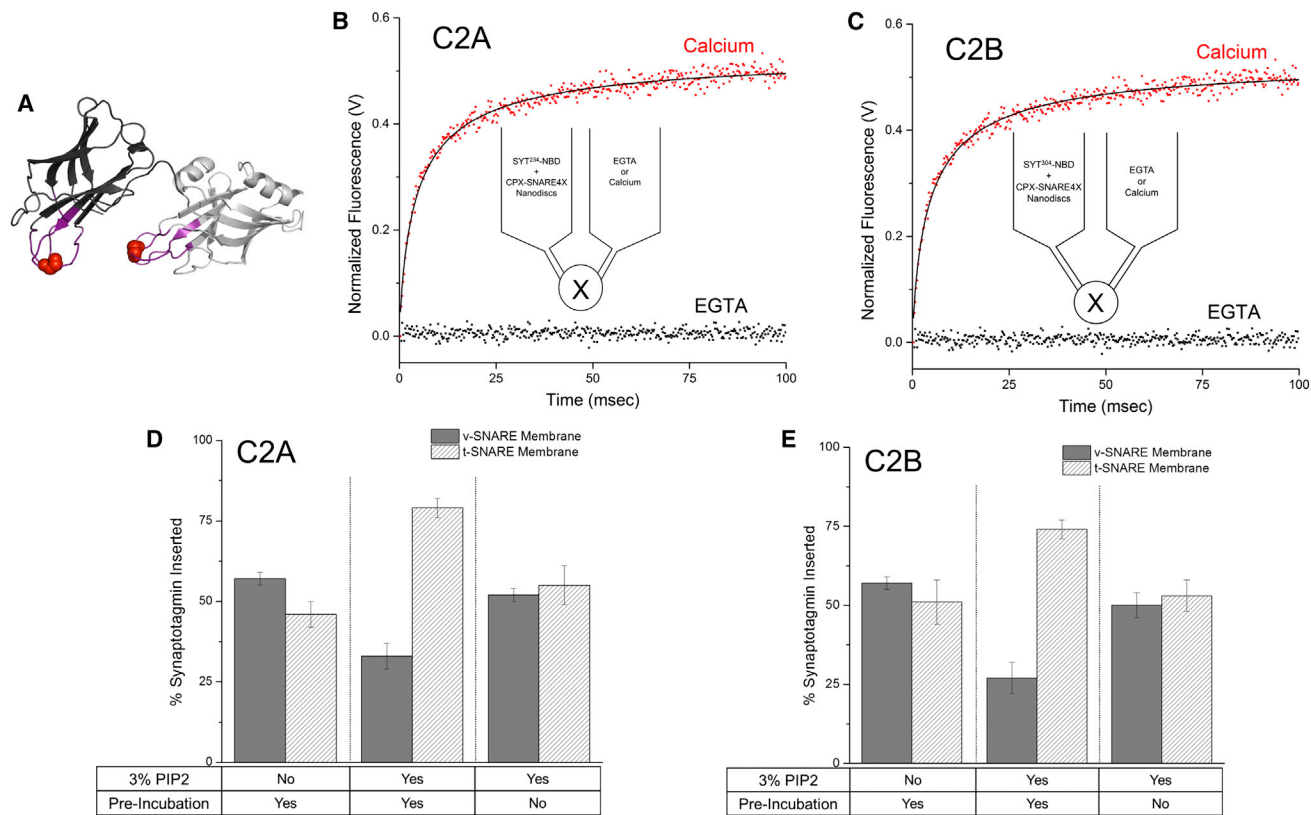 A
B
C2A
Calcium
EGTA
0.6
0.4
0.2
0.0
Normalized Fluorescence (V)
SYT²³⁴-NBD
+
CPX-SNARE4X
Nanodiscs
EGTA
or
Calcium
X
0 25 50 75 100
Time (msec)
C
C2B
Calcium
EGTA
0.6
0.4
0.2
0.0
Normalized Fluorescence (V)
SYT³⁰⁴-NBD
+
CPX-SNARE4X
Nanodiscs
EGTA
or
Calcium
X
0 25 50 75 100
Time (msec)
D
C2A
v-SNARE Membrane
t-SNARE Membrane
100
75
50
25
0
% Synaptotagmin Inserted
3% PIP2 No Yes Yes
Pre-Incubation Yes Yes No
E
C2B
v-SNARE Membrane
t-SNARE Membrane
100
75
50
25
0
% Synaptotagmin Inserted
3% PIP2 No Yes Yes
Pre-Incubation Yes Yes No